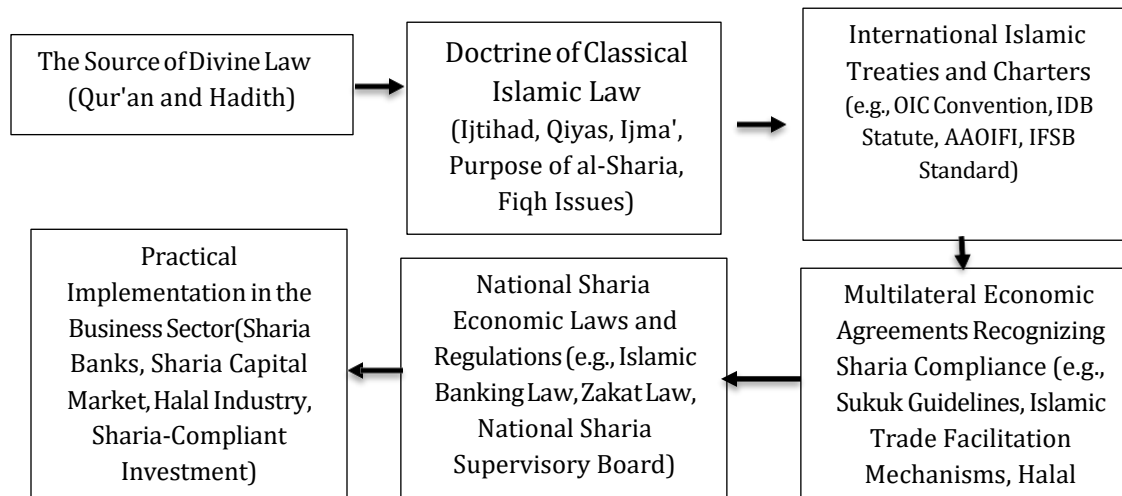 The Source of Divine Law
(Qur'an and Hadith)
Doctrine of Classical
Islamic Law
(Ijtihad, Qiyas, Ijma',
Purpose of al-Sharia,
Fiqh Issues)
International Islamic
Treaties and Charters
(e.g., OIC Convention, IDB
Statute, AAOIFI, IFSB
Standard)
Multilateral Economic
Agreements Recognizing
Sharia Compliance (e.g.,
Sukuk Guidelines, Islamic
Trade Facilitation
Mechanisms, Halal
National Sharia
Economic Laws and
Regulations (e.g., Islamic
Banking Law, Zakat Law,
National Sharia
Supervisory Board)
Practical
Implementation in the
Business Sector(Sharia
Banks, Sharia Capital
Market, Halal Industry,
Sharia-Compliant
Investment)